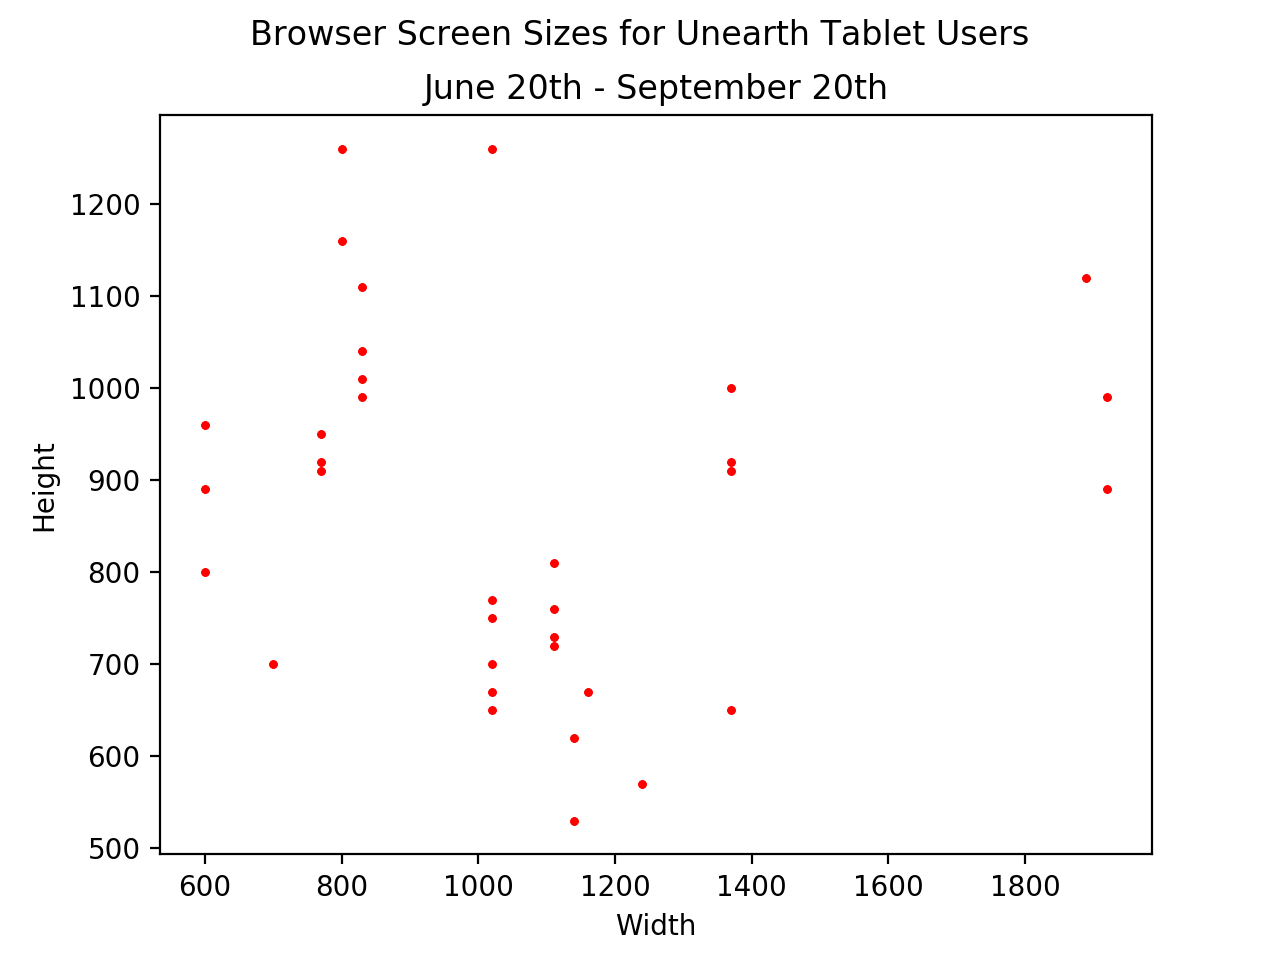 Browser Screen Sizes for Unearth Tablet Users
June 20th - September 20th
1200
1100
1000
900
800
700
600
500
Height
600 800 1000 1200 1400 1600 1800
Width